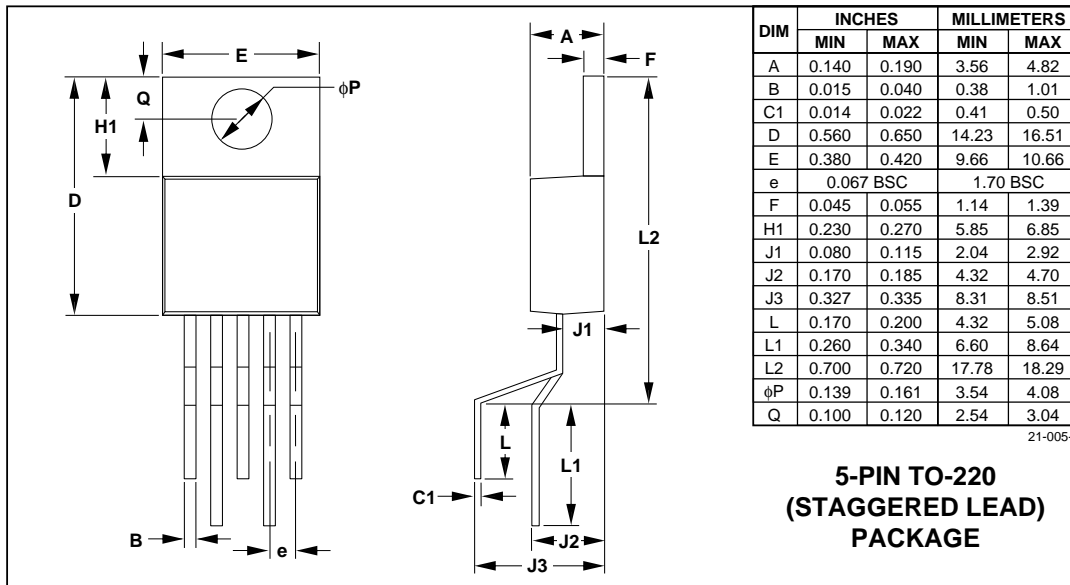 E
Q
H1
ϕP
D
B
e
A
F
L2
J1
L
L1
C1
J2
J3
DIM INCHES MILLIMETERS
MIN MAX MIN MAX
A 0.140 0.190 3.56 4.82
B 0.015 0.040 0.38 1.01
C1 0.014 0.022 0.41 0.50
D 0.560 0.650 14.23 16.51
E 0.380 0.420 9.66 10.66
e 0.067 BSC 1.70 BSC
F 0.045 0.055 1.14 1.39
H1 0.230 0.270 5.85 6.85
J1 0.080 0.115 2.04 2.92
J2 0.170 0.185 4.32 4.70
J3 0.327 0.335 8.31 8.51
L 0.170 0.200 4.32 5.08
L1 0.260 0.340 6.60 8.64
L2 0.700 0.720 17.78 18.29
ϕP 0.139 0.161 3.54 4.08
Q 0.100 0.120 2.54 3.04
21-005-
5-PIN TO-220
(STAGGERED LEAD)
PACKAGE